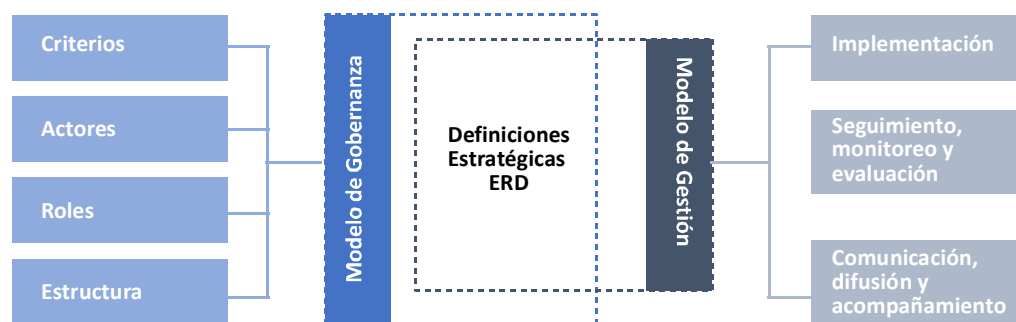 Criterios
Actores
Roles
Estructura
Modelo de Gobernanza
Definiciones
Estratégicas
ERD
Modelo de Gestión
Implementación
Seguimiento,
monitoreo y
evaluación
Comunicación,
difusión y
acompañamiento